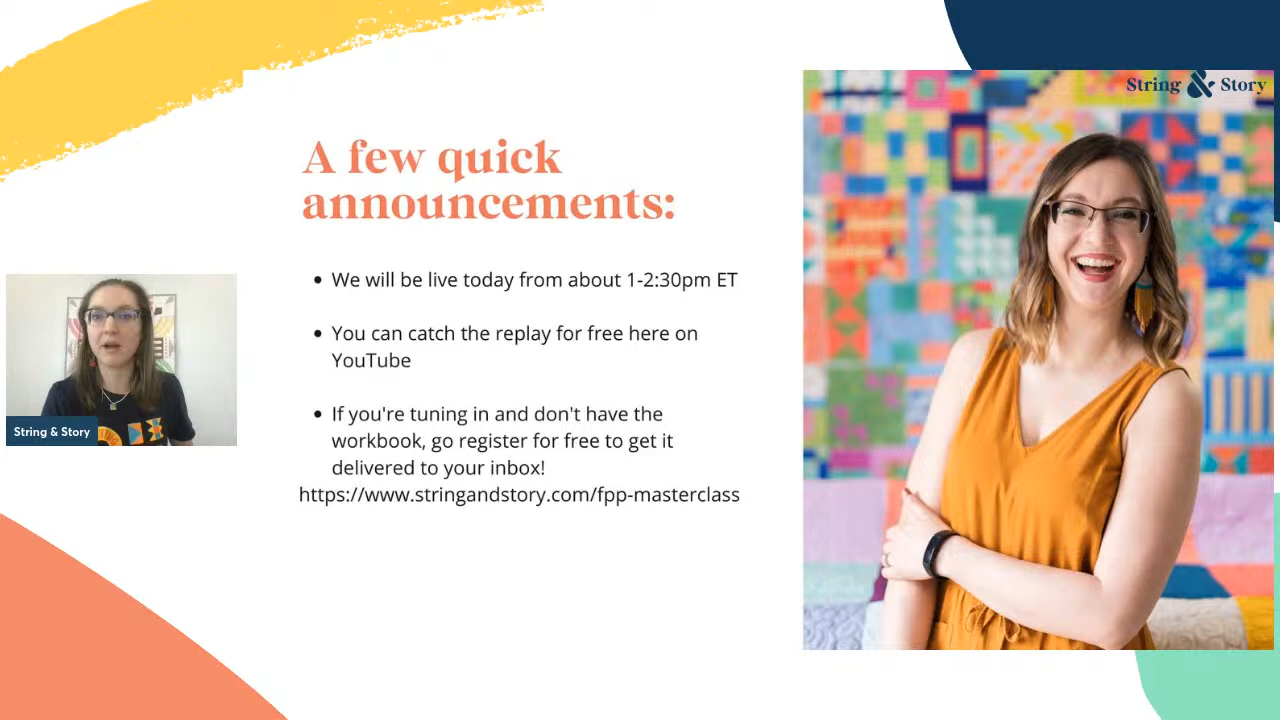 String & Story
A few quick
announcements:
We will be live today from about 1-2:30pm ET
You can catch the replay for free here on
YouTube
If you're tuning in and don't have the
workbook, go register for free to get it
delivered to your inbox!
https://www.stringandstory.com/fpp-masterclass
String & Story